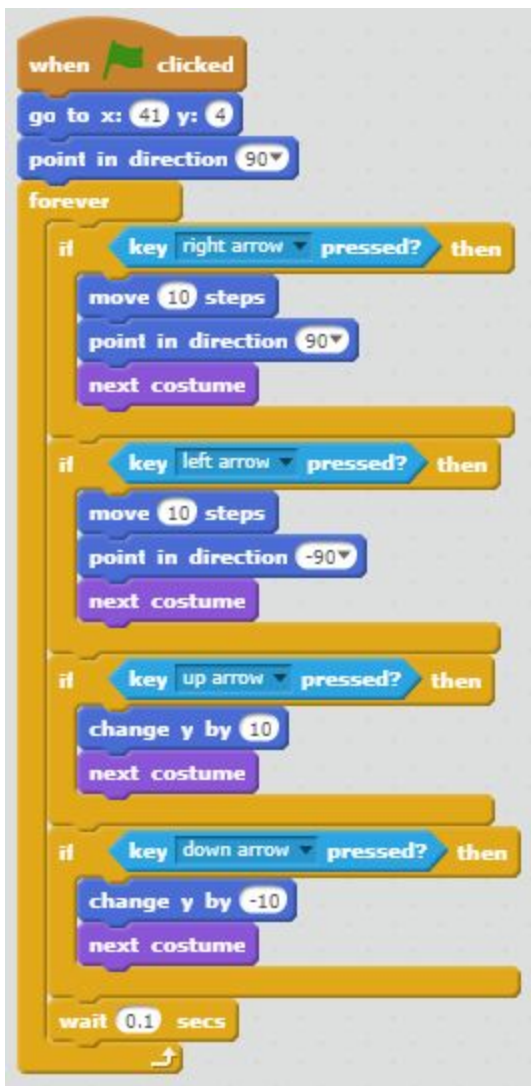 when clicked
go to x: 41 y: 4
point in direction 90
forever
if key right arrow pressed? then
move 10 steps
point in direction 90
next costume
if key left arrow pressed? then
move 10 steps
point in direction -90
next costume
if key up arrow pressed? then
change y by 10
next costume
if key down arrow pressed? then
change y by -10
next costume
wait 0.1 secs